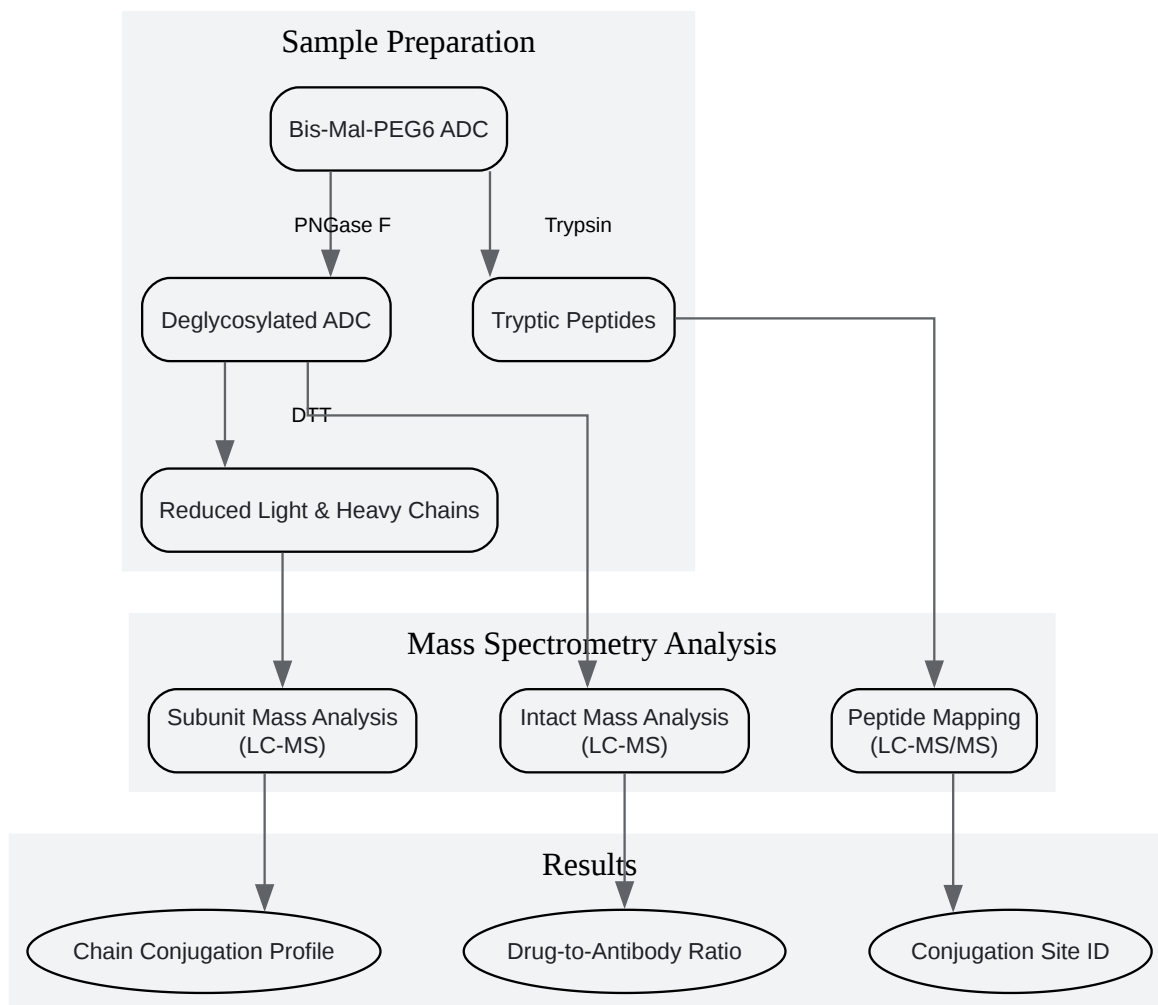 Sample Preparation
Bis-Mal-PEG6 ADC
PNGase F
Trypsin
Deglycosylated ADC
Tryptic Peptides
DTT
Reduced Light & Heavy Chains
Mass Spectrometry Analysis
Subunit Mass Analysis
(LC-MS)
Intact Mass Analysis
(LC-MS)
Peptide Mapping
(LC-MS/MS)
Results
Chain Conjugation Profile
Drug-to-Antibody Ratio
Conjugation Site ID